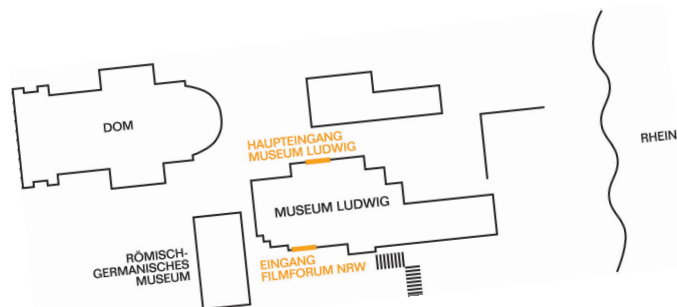 DOM
HAUPTEINGANG
MUSEUM LUDWIG
RHEIN
MUSEUM LUDWIG
RÖMISCH-
GERMANISCHES
MUSEUM
EINGANG
FILMFORUM NRW